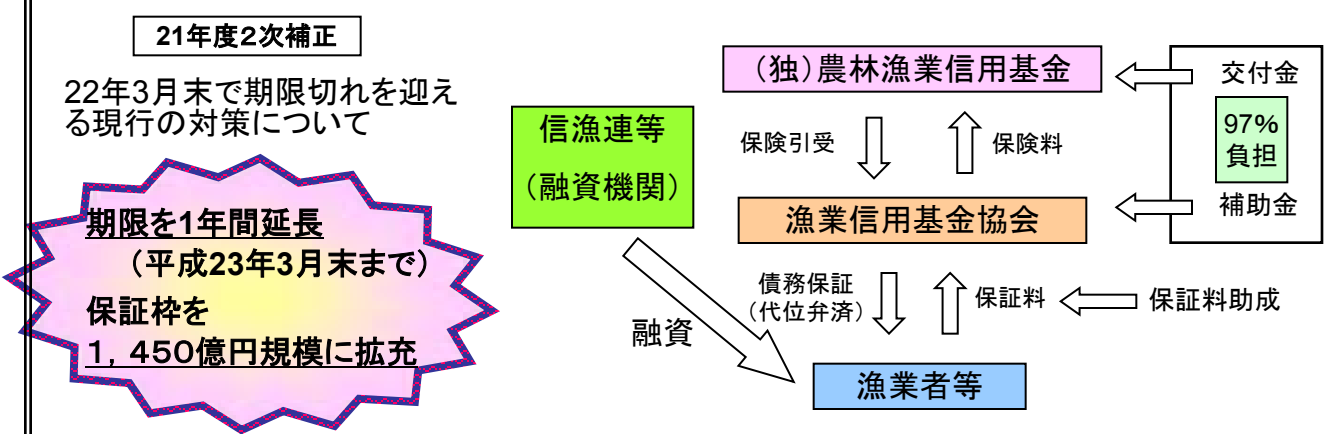 21年度２次補正
22年3月末で期限切れを迎え
る現行の対策について
期限を1年間延長
（平成23年3月末まで）
保証枠を
１，４５０億円規模に拡充
信漁連等
（融資機関）
融資
（独）農林漁業信用基金
保険引受
保険料
漁業信用基金協会
債務保証
（代位弁済）
保証料
保証料助成
漁業者等
交付金
97%
負担
補助金